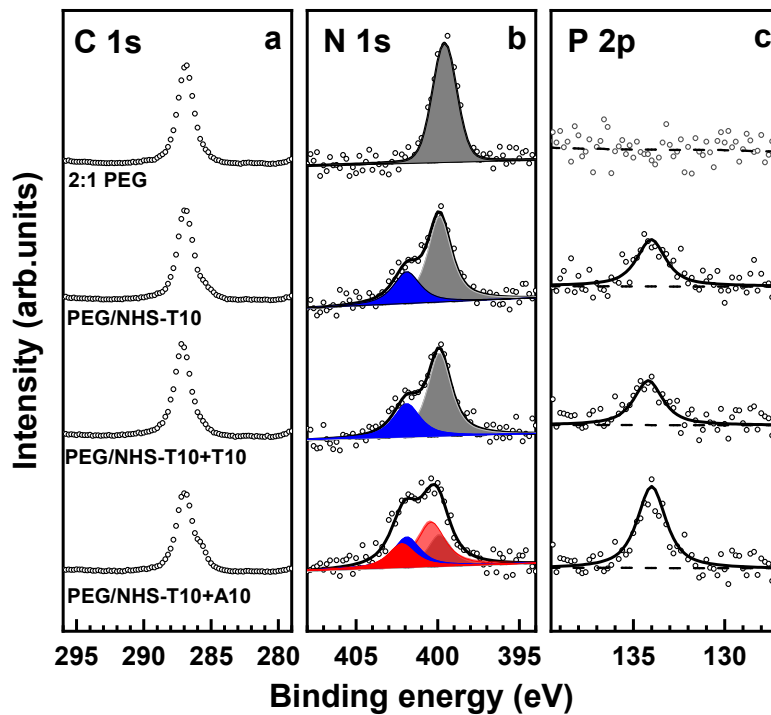 C 1s a
N 1s b
P 2p c
2:1 PEG
PEG/NHS-T10
PEG/NHS-T10+T10
PEG/NHS-T10+A10
Intensity (arb.units)
295 290 285 280
405 400 395
134 130
Binding energy (eV)